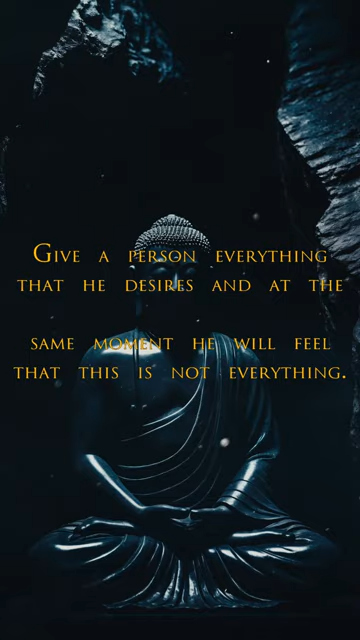 Give a person everything
that he desires and at the
same moment he will feel
that this is not everything.